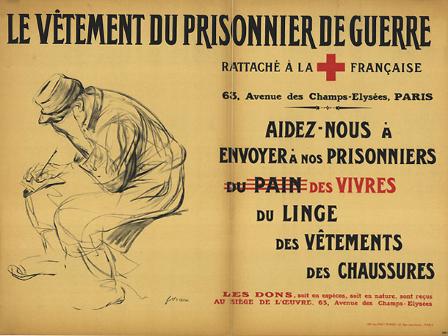 LE VÊTEMENT DU PRISONNIER DE GUERRE
RATTACHÉ À LA FRANÇAISE
63, Avenue des Champs-Elysées, PARIS
AIDEZ-NOUS À
ENVOYER À NOS PRISONNIERS
DU PAIN DES VIVRES
DU LINGE
DES VÊTEMENTS
DES CHAUSSURES
LES DONS, soit en espèces, soit en nature, sont reçus
AU SIÈGE DE L'ŒUVRE, 63, Avenue des Champs-Elysées